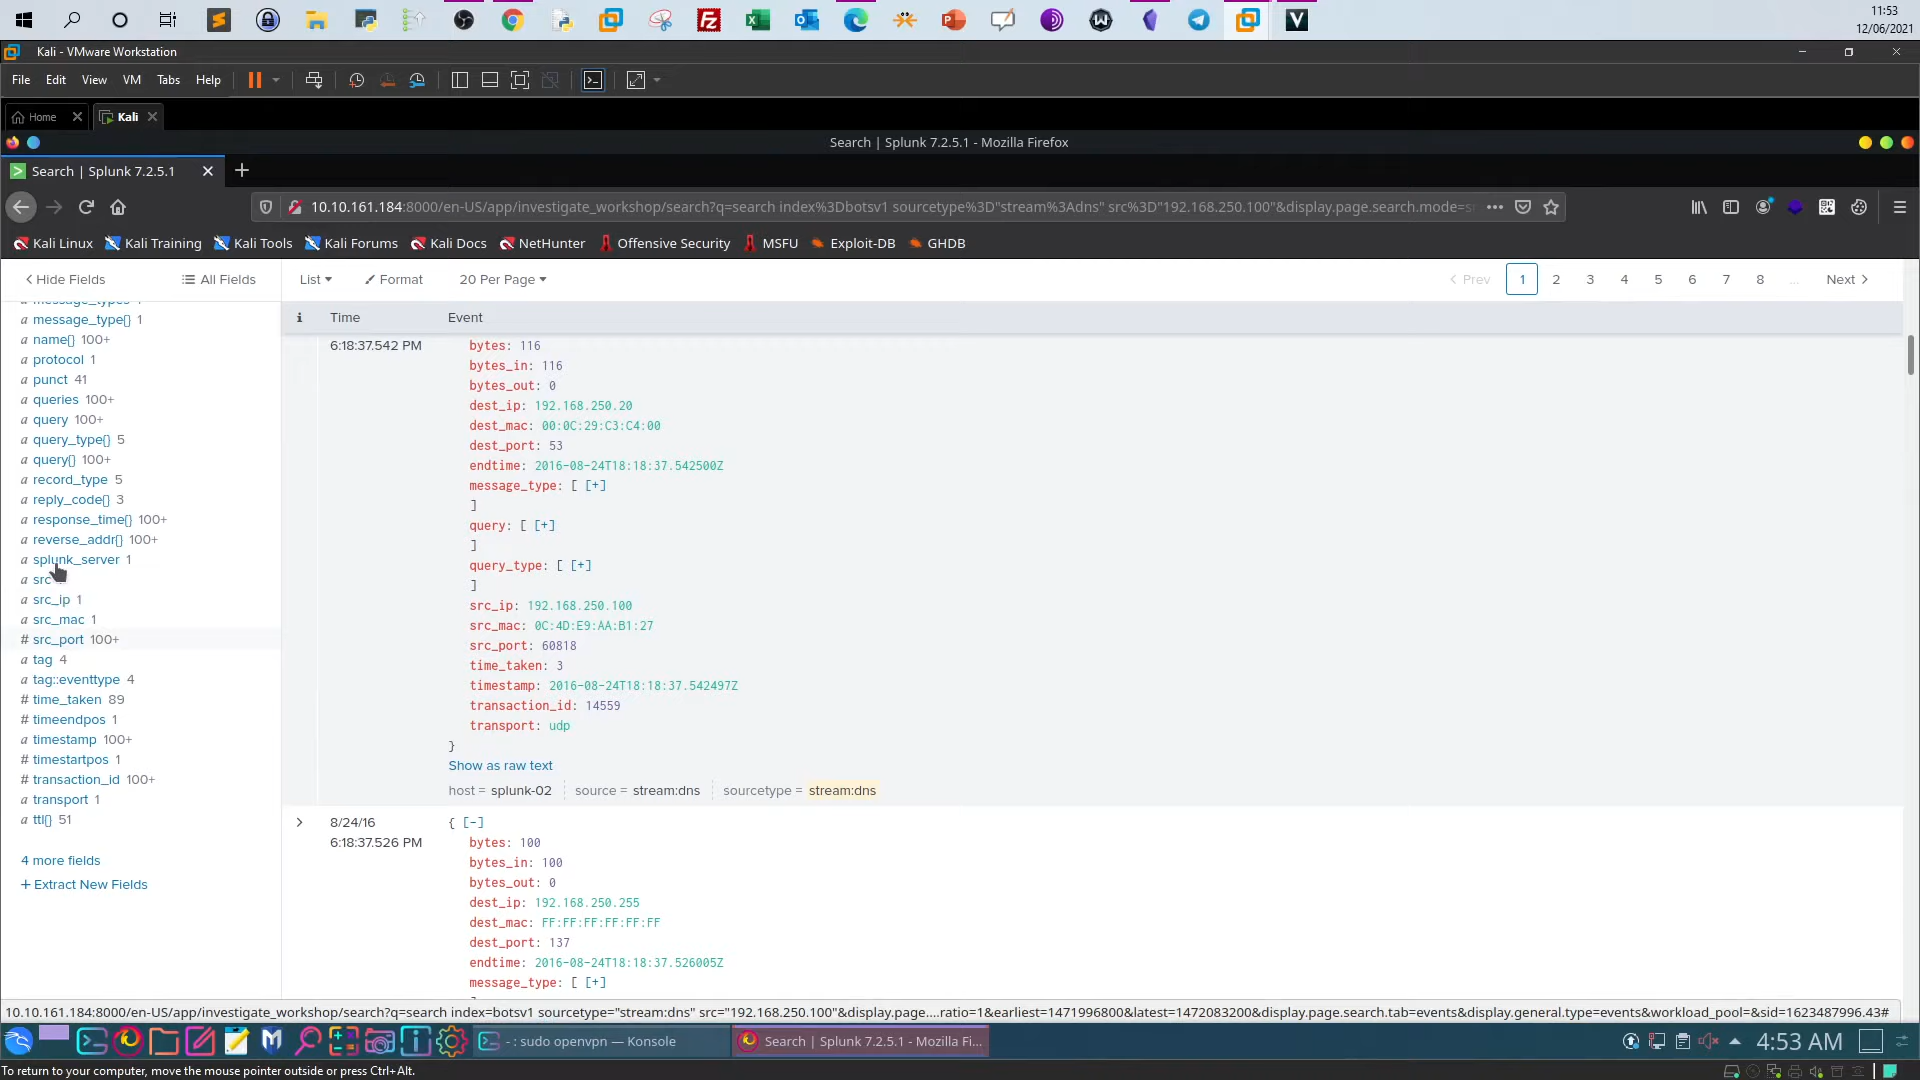 11:53
12/06/2021
Kali - VMware Workstation
File Edit View VM Tabs Help
Home Kali
Search | Splunk 7.2.5.1 - Mozilla Firefox
Search | Splunk 7.2.5.1
10.10.161.184:8000/en-US/app/investigate_workshop/search?q=search index%3Dbotsv1 sourcetype%3D"stream%3Adns" src%3D"192.168.250.100"&display.page.search.mode=s
Kali Linux Kali Training Kali Tools Kali Forums Kali Docs NetHunter Offensive Security MSFU Exploit-DB GHDB
Hide Fields All Fields List Format 20 Per Page Prev 1 2 3 4 5 6 7 8 ... Next
i Time Event
a message_types 1
a message_type{} 1
a name{} 100+
a protocol 1
a punct 41
a queries 100+
a query 100+
a query_type{} 5
a query{} 100+
a record_type 5
a reply_code{} 3
a response_time{} 100+
a reverse_addr{} 100+
a splunk_server 1
a src
a src_ip 1
a src_mac 1
# src_port 100+
a tag 4
a tag::eventtype 4
# time_taken 89
# timeendpos 1
a timestamp 100+
# timestartpos 1
# transaction_id 100+
a transport 1
a ttl{} 51
4 more fields
+ Extract New Fields
6:18:37.542 PM bytes: 116
bytes_in: 116
bytes_out: 0
dest_ip: 192.168.250.20
dest_mac: 00:0C:29:C3:C4:00
dest_port: 53
endtime: 2016-08-24T18:18:37.542500Z
message_type: [ [+]
]
query: [ [+]
]
query_type: [ [+]
]
src_ip: 192.168.250.100
src_mac: 0C:4D:E9:AA:B1:27
src_port: 60818
time_taken: 3
timestamp: 2016-08-24T18:18:37.542497Z
transaction_id: 14559
transport: udp
}
Show as raw text
host = splunk-02 source = stream:dns sourcetype = stream:dns
8/24/16 { [-]
6:18:37.526 PM bytes: 100
bytes_in: 100
bytes_out: 0
dest_ip: 192.168.250.255
dest_mac: FF:FF:FF:FF:FF:FF
dest_port: 137
endtime: 2016-08-24T18:18:37.526005Z
message_type: [ [+]
10.10.161.184:8000/en-US/app/investigate_workshop/search?q=search index=botsv1 sourcetype="stream:dns" src="192.168.250.100"&display.page....ratio=1&earliest=1471996800&latest=1472083200&display.page.search.tab=events&display.general.type=events&workload_pool=&sid=1623487996.43#
- : sudo openvpn — Konsole Search | Splunk 7.2.5.1 - Mozilla Fi... 4:53 AM
To return to your computer, move the mouse pointer outside or press Ctrl+Alt.